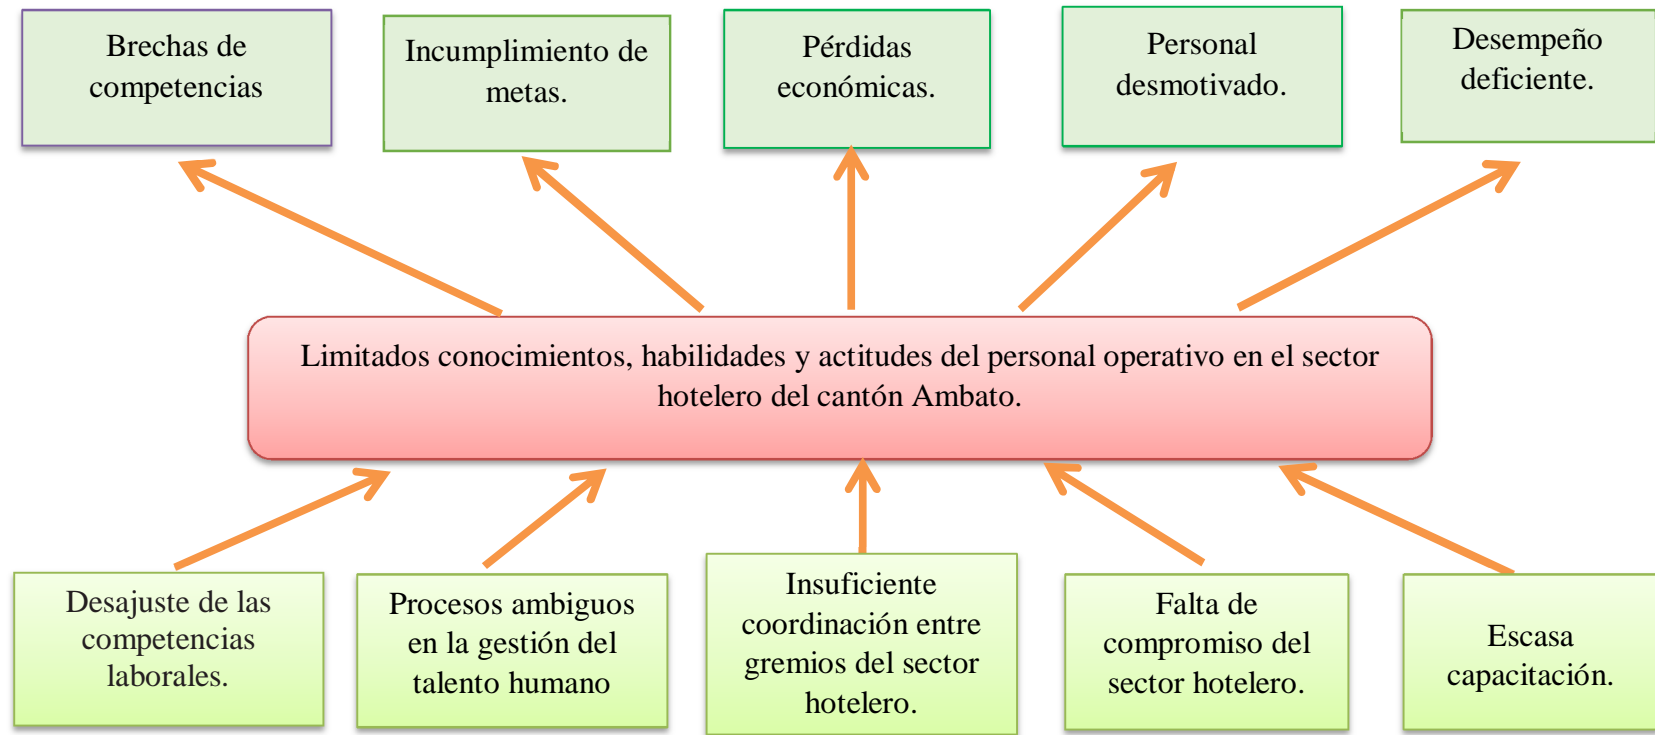 Brechas de
competencias
Incumplimiento de
metas.
Pérdidas
económicas.
Personal
desmotivado.
Desempeño
deficiente.
Limitados conocimientos, habilidades y actitudes del personal operativo en el sector
hotelero del cantón Ambato.
Desajuste de las
competencias
laborales.
Procesos ambiguos
en la gestión del
talento humano
Insuficiente
coordinación entre
gremios del sector
hotelero.
Falta de
compromiso del
sector hotelero.
Escasa
capacitación.